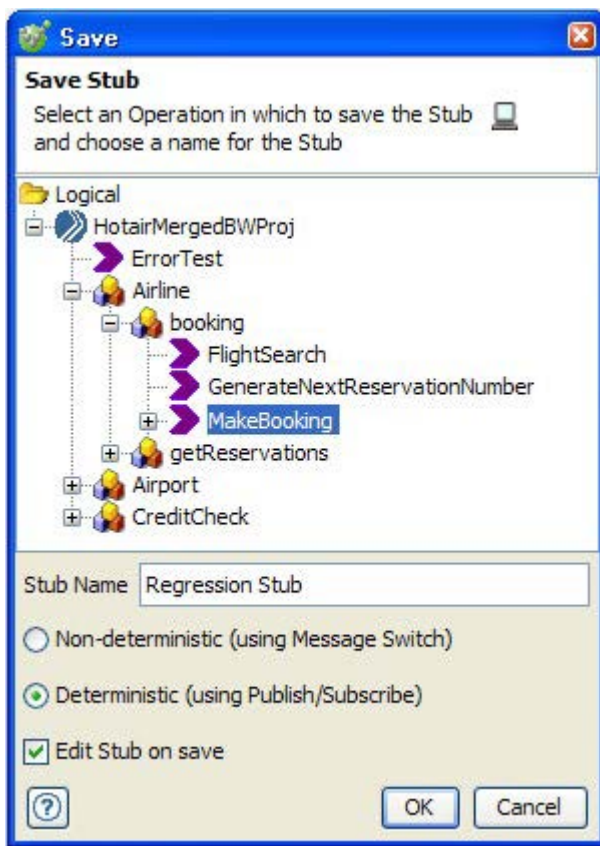 Save
Save Stub
Select an Operation in which to save the Stub
and choose a name for the Stub
Logical
HotairMergedBWProj
ErrorTest
Airline
booking
FlightSearch
GenerateNextReservationNumber
MakeBooking
getReservations
Airport
CreditCheck
Stub Name Regression Stub
Non-deterministic (using Message Switch)
Deterministic (using Publish/Subscribe)
Edit Stub on save
? OK Cancel